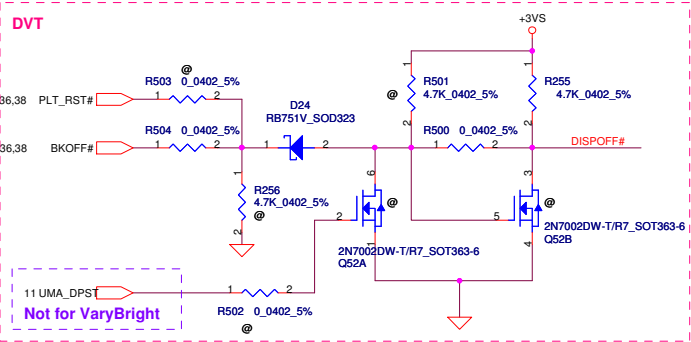 DVT
+3VS
@
R503 0_0402_5%
36,38 PLT_RST#
1 2
R501
4.7K_0402_5%
@
1
2
R255
4.7K_0402_5%
1
2
D24
RB751V_SOD323
R504 0_0402_5%
36,38 BKOFF#
1 2
1 2
R500 0_0402_5%
1 2
DISPOFF#
1
R256
4.7K_0402_5%
@
2
6
@
2
1
2N7002DW-T/R7_SOT363-6
Q52A
3
@
5
4
2N7002DW-T/R7_SOT363-6
Q52B
11 UMA_DPST
1 2
Not for VaryBright
R502 0_0402_5%
@